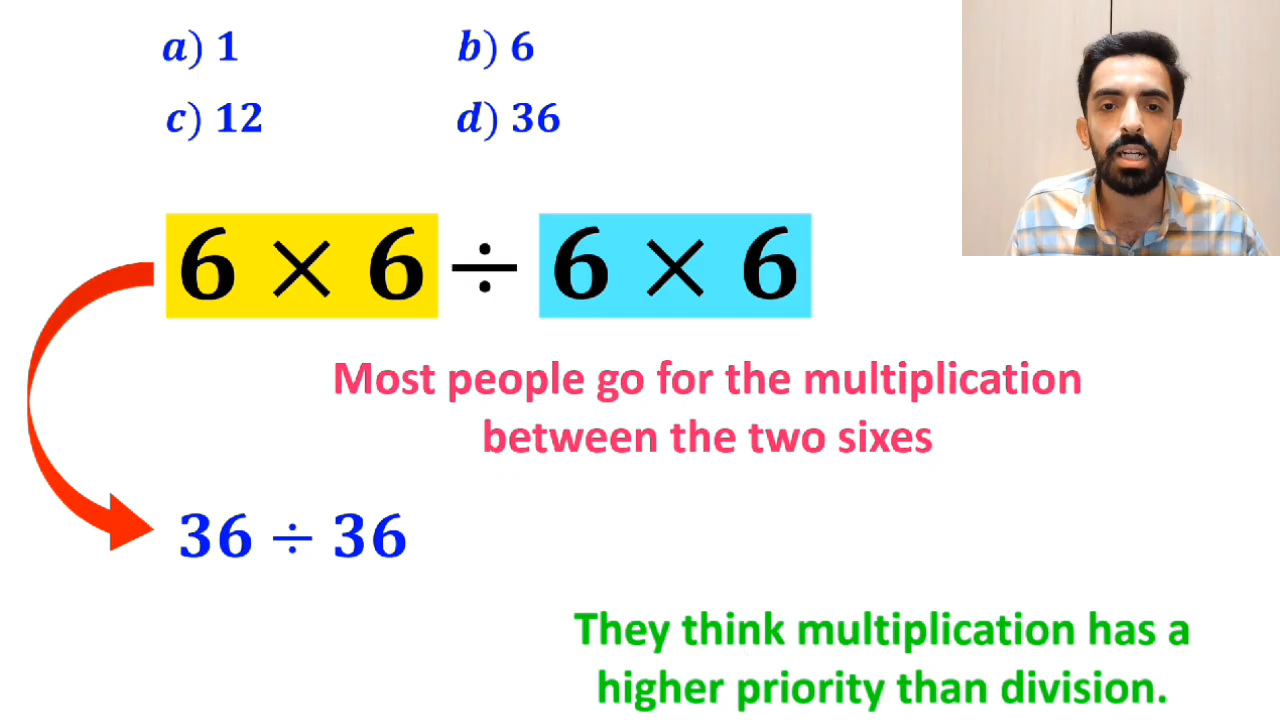 a) 1 b) 6
c) 12 d) 36
6 × 6 ÷ 6 × 6
Most people go for the multiplication
between the two sixes
36 ÷ 36
They think multiplication has a
higher priority than division.